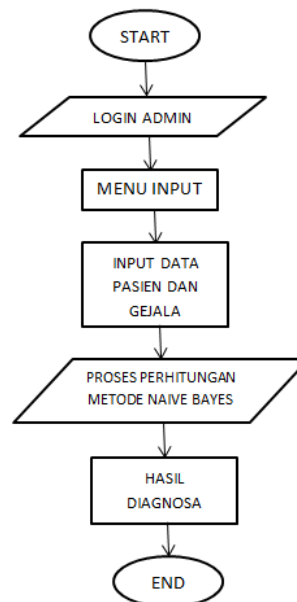 START
LOGIN ADMIN
MENU INPUT
INPUT DATA
PASIEN DAN
GEJALA
PROSES PERHITUNGAN
METODE NAIVE BAYES
HASIL
DIAGNOSA
END